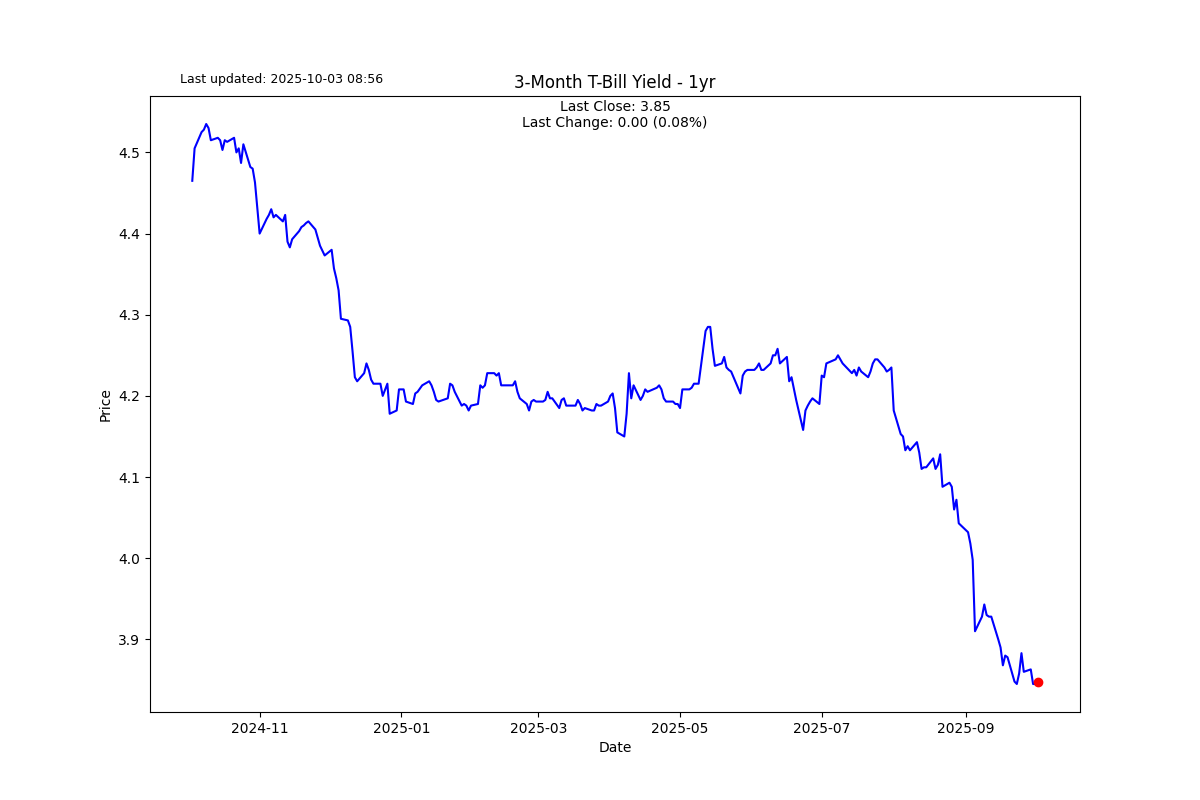 Last updated: 2025-10-03 08:56
3-Month T-Bill Yield - 1yr
Last Close: 3.85
Last Change: 0.00 (0.08%)
4.5
4.4
4.3
4.2
4.1
4.0
3.9
Price
2024-11 2025-01 2025-03 2025-05 2025-07 2025-09
Date